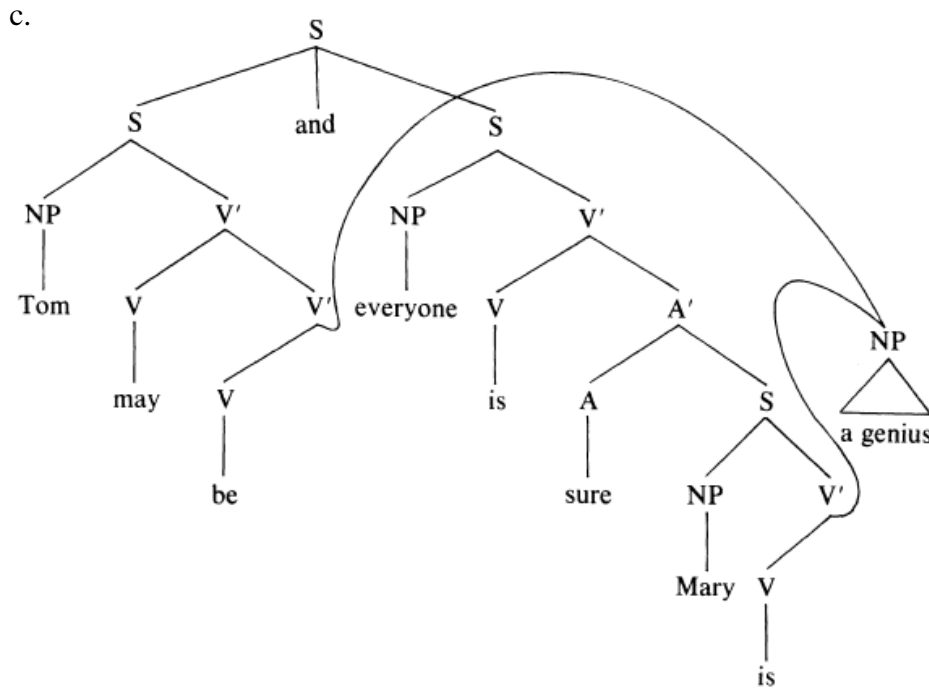 c.
S
S and S
NP V′ NP V′
Tom V V′ everyone V A′ NP
may V is A S a genius
be sure NP V′
Mary V
is